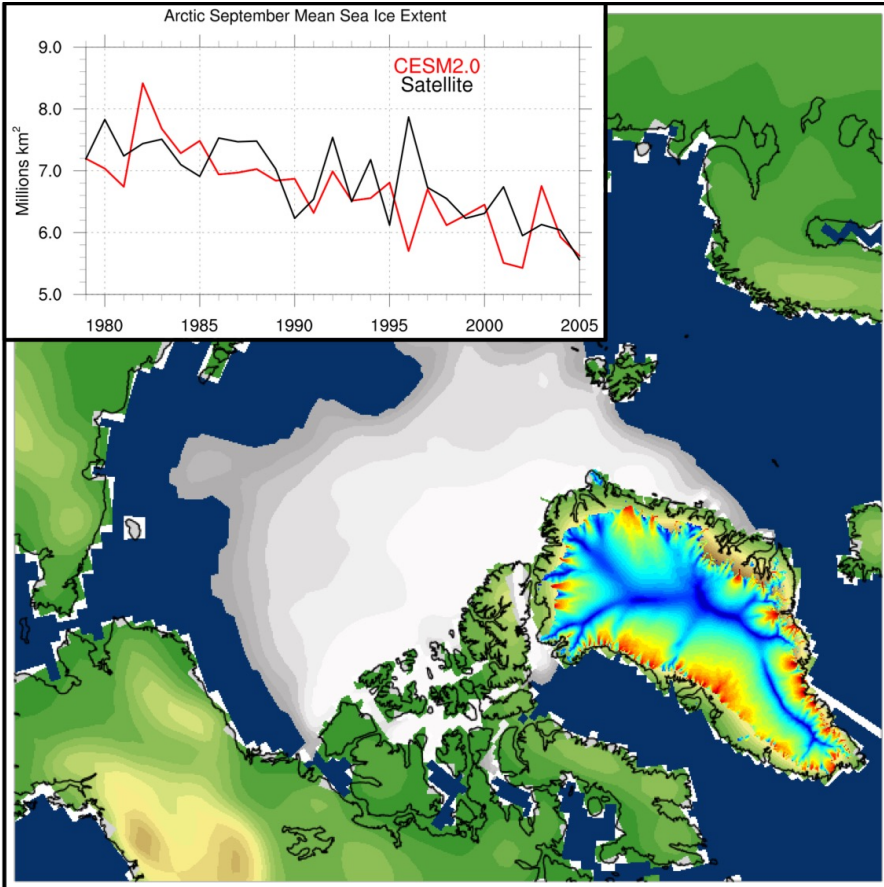 Arctic September Mean Sea Ice Extent
9.0
CESM2.0
Satellite
8.0
Millions km²
7.0
6.0
5.0
1980 1985 1990 1995 2000 2005